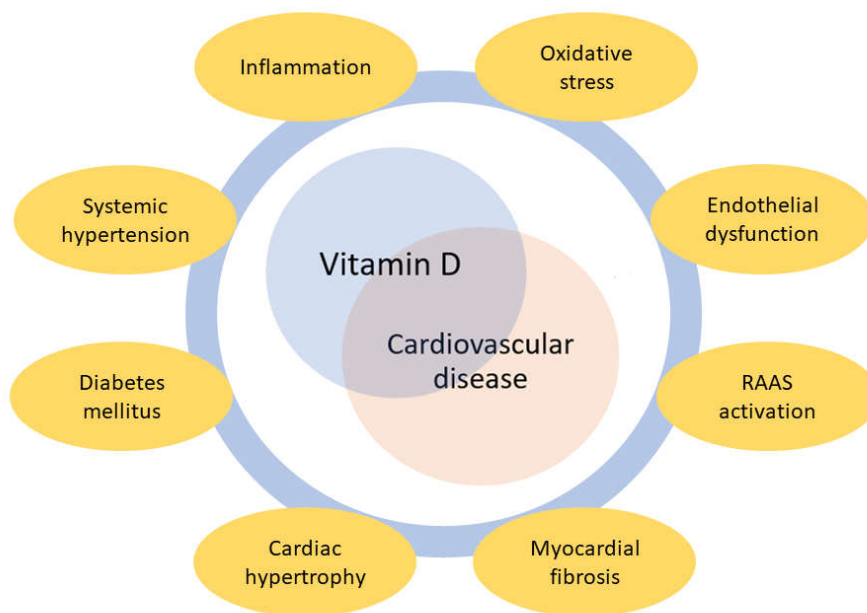 Inflammation
Oxidative
stress
Systemic
hypertension
Endothelial
dysfunction
Vitamin D
Cardiovascular
disease
Diabetes
mellitus
RAAS
activation
Cardiac
hypertrophy
Myocardial
fibrosis